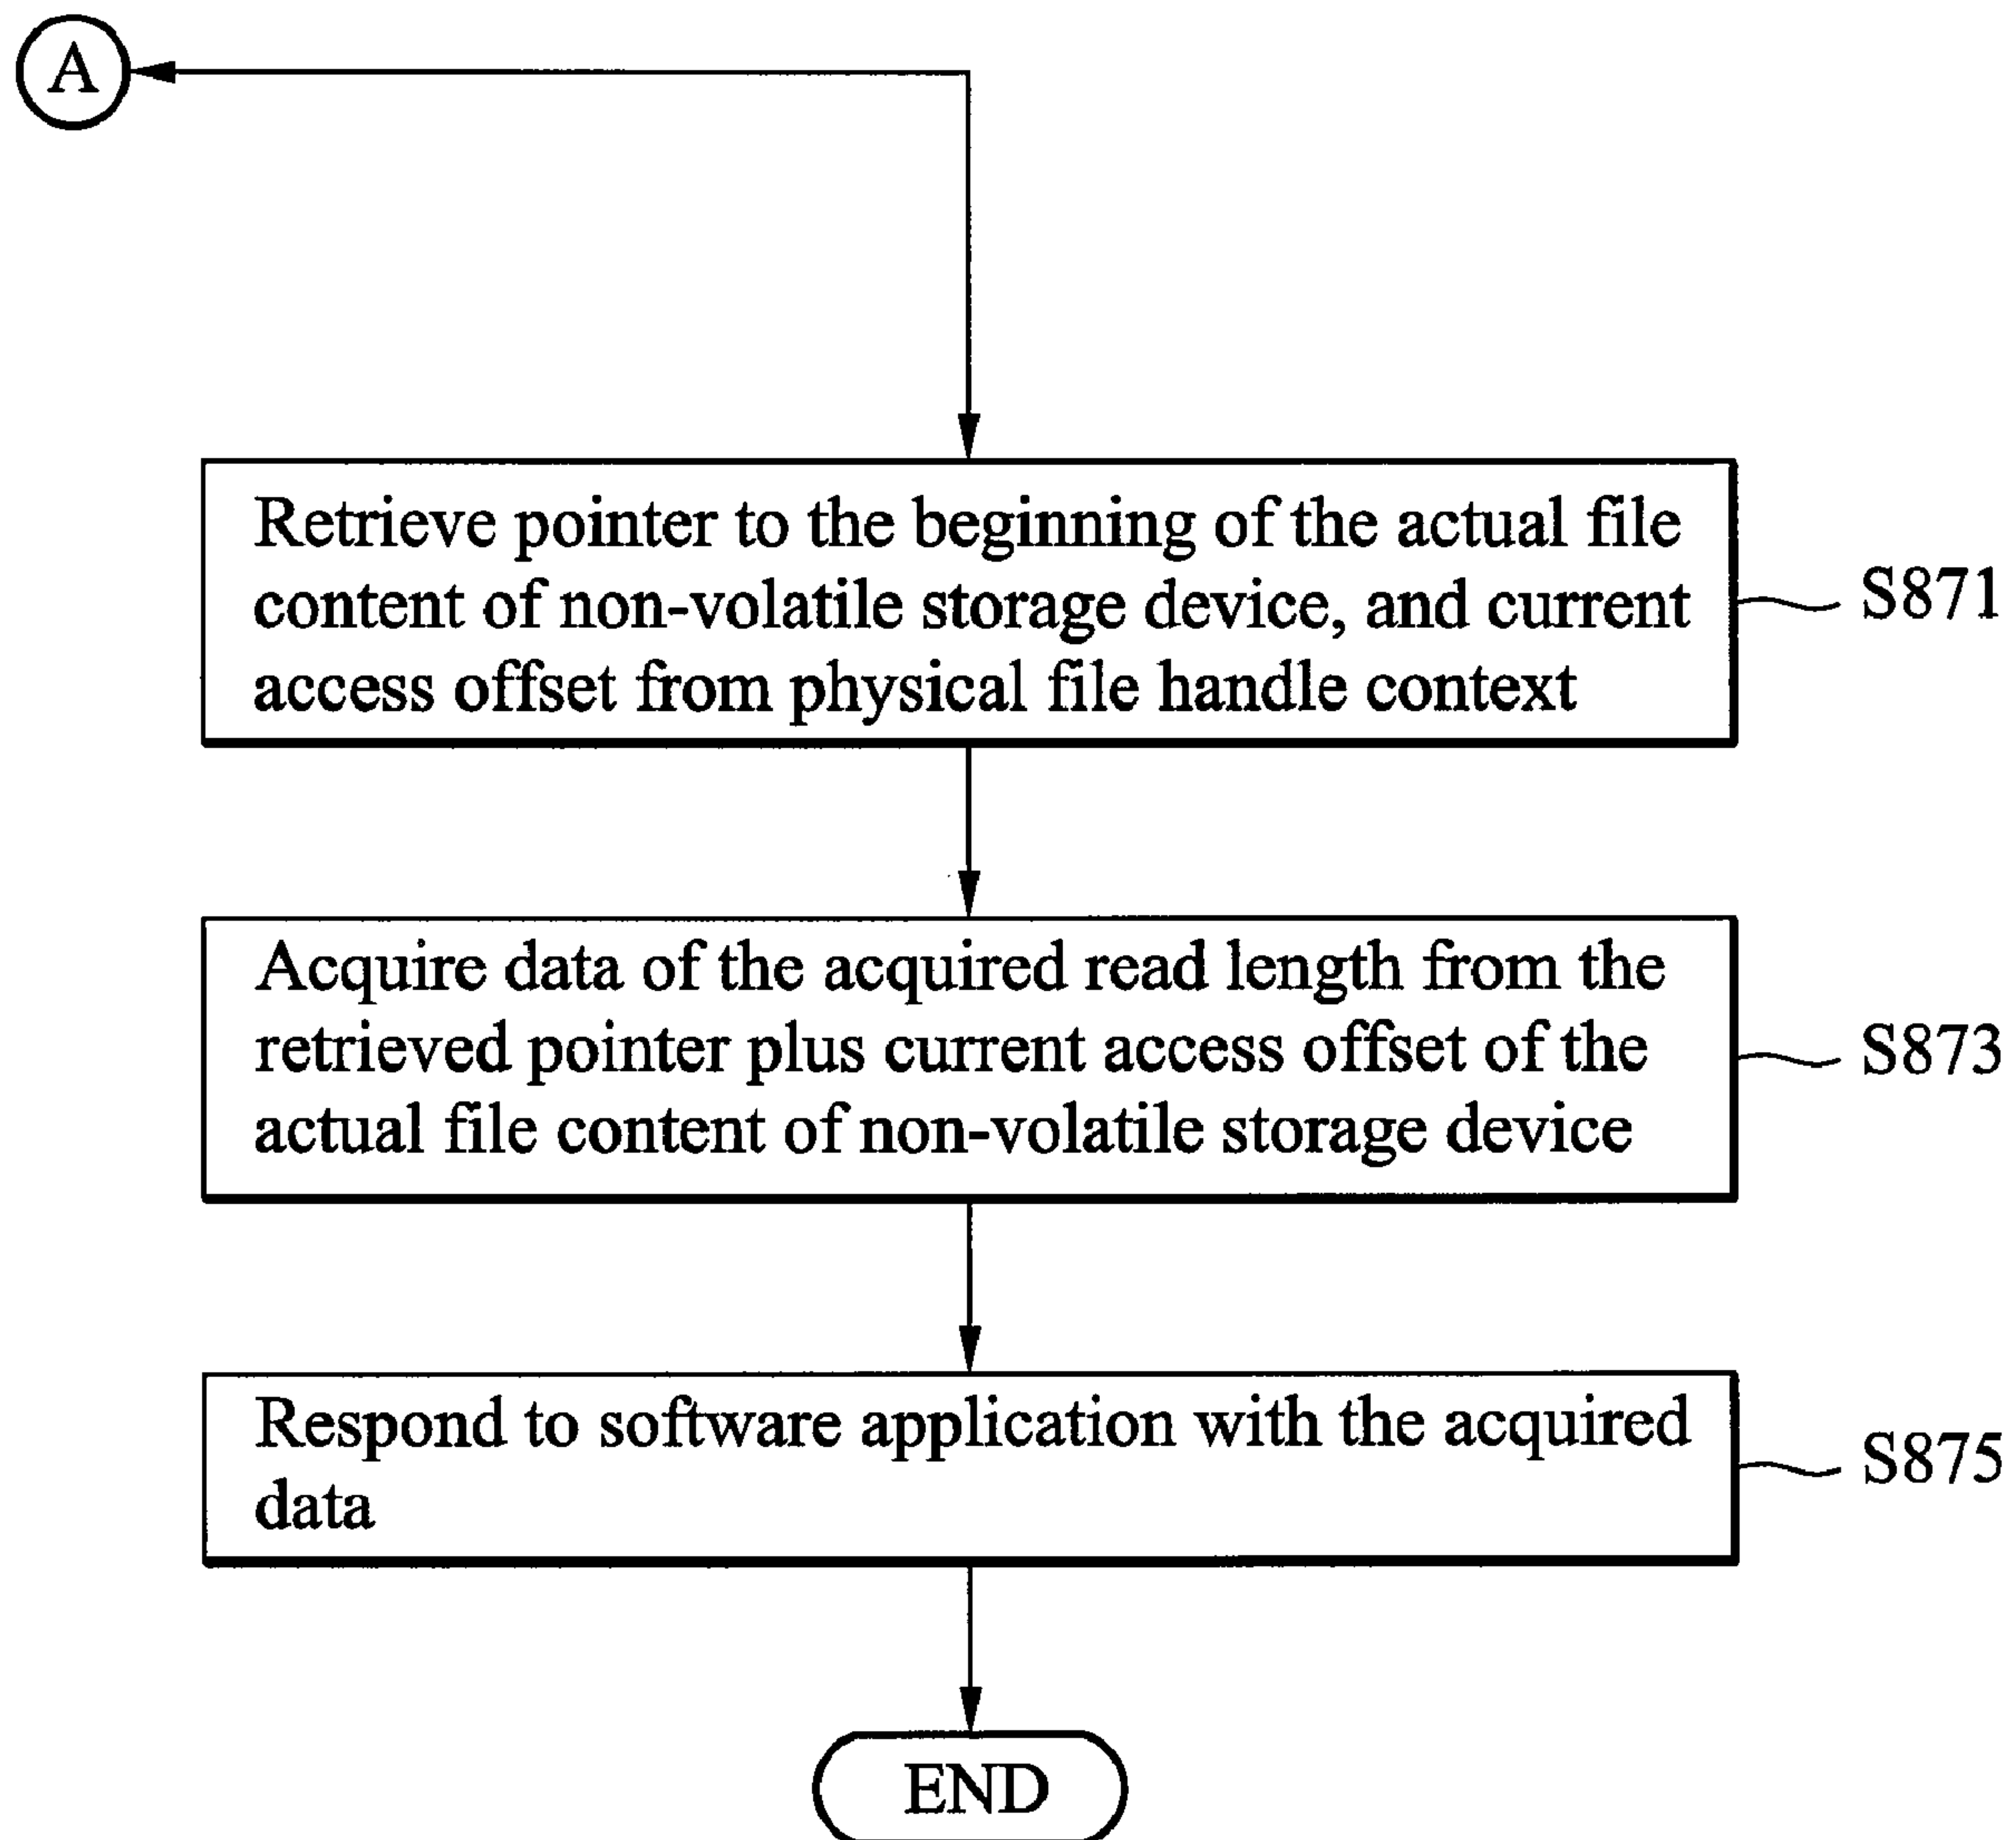 A
Retrieve pointer to the beginning of the actual file
content of non-volatile storage device, and current
access offset from physical file handle context
S871
Acquire data of the acquired read length from the
retrieved pointer plus current access offset of the
actual file content of non-volatile storage device
S873
Respond to software application with the acquired
data
S875
END